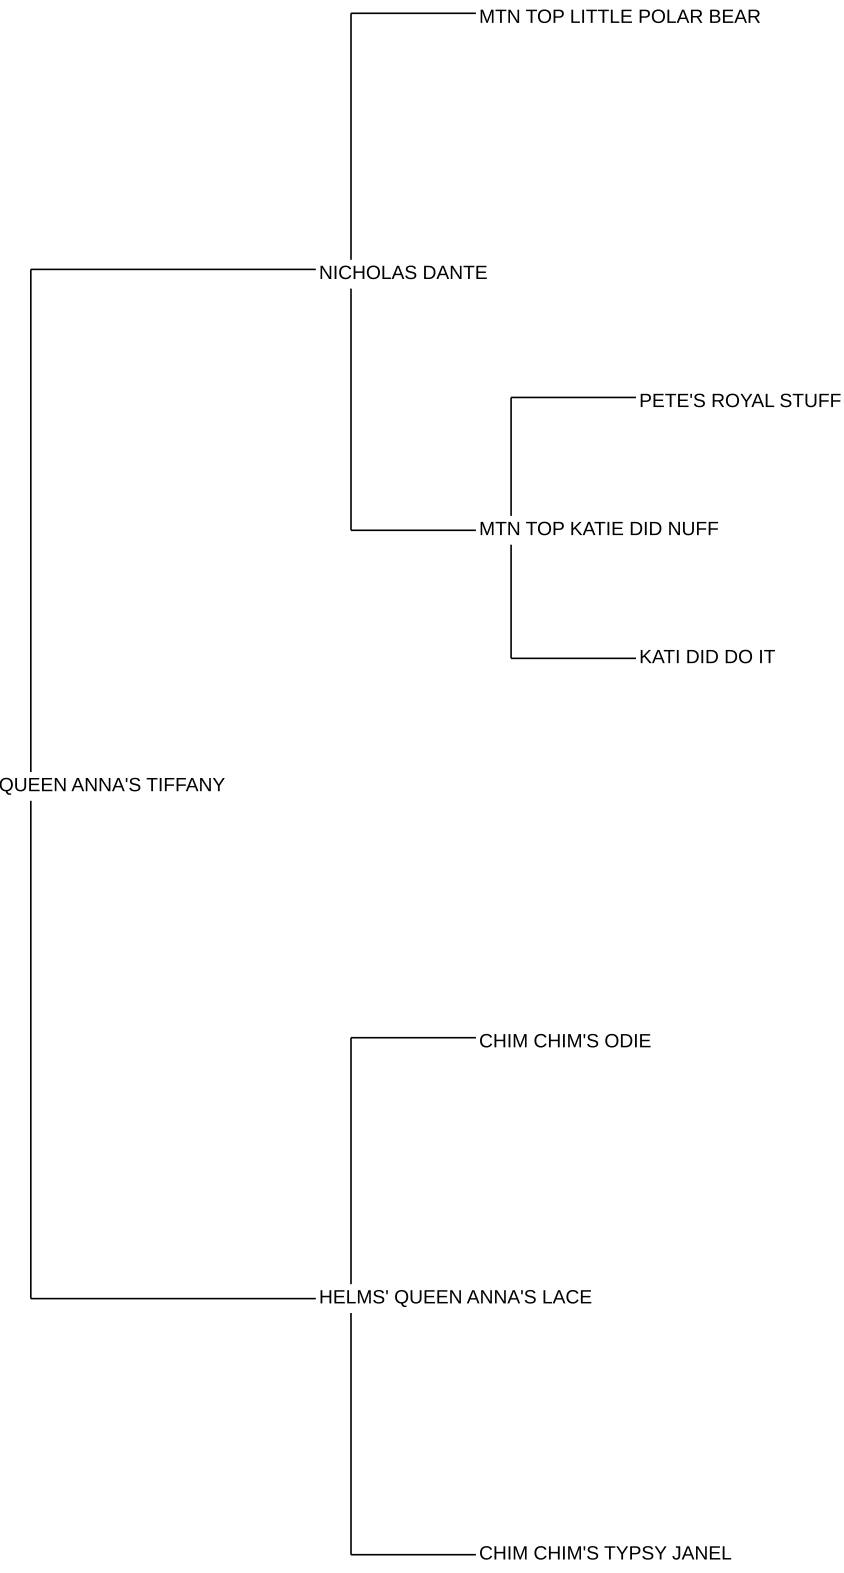 MTN TOP LITTLE POLAR BEAR
NICHOLAS DANTE
PETE'S ROYAL STUFF
MTN TOP KATIE DID NUFF
KATI DID DO IT
QUEEN ANNA'S TIFFANY
CHIM CHIM'S ODIE
HELMS' QUEEN ANNA'S LACE
CHIM CHIM'S TYPSY JANEL